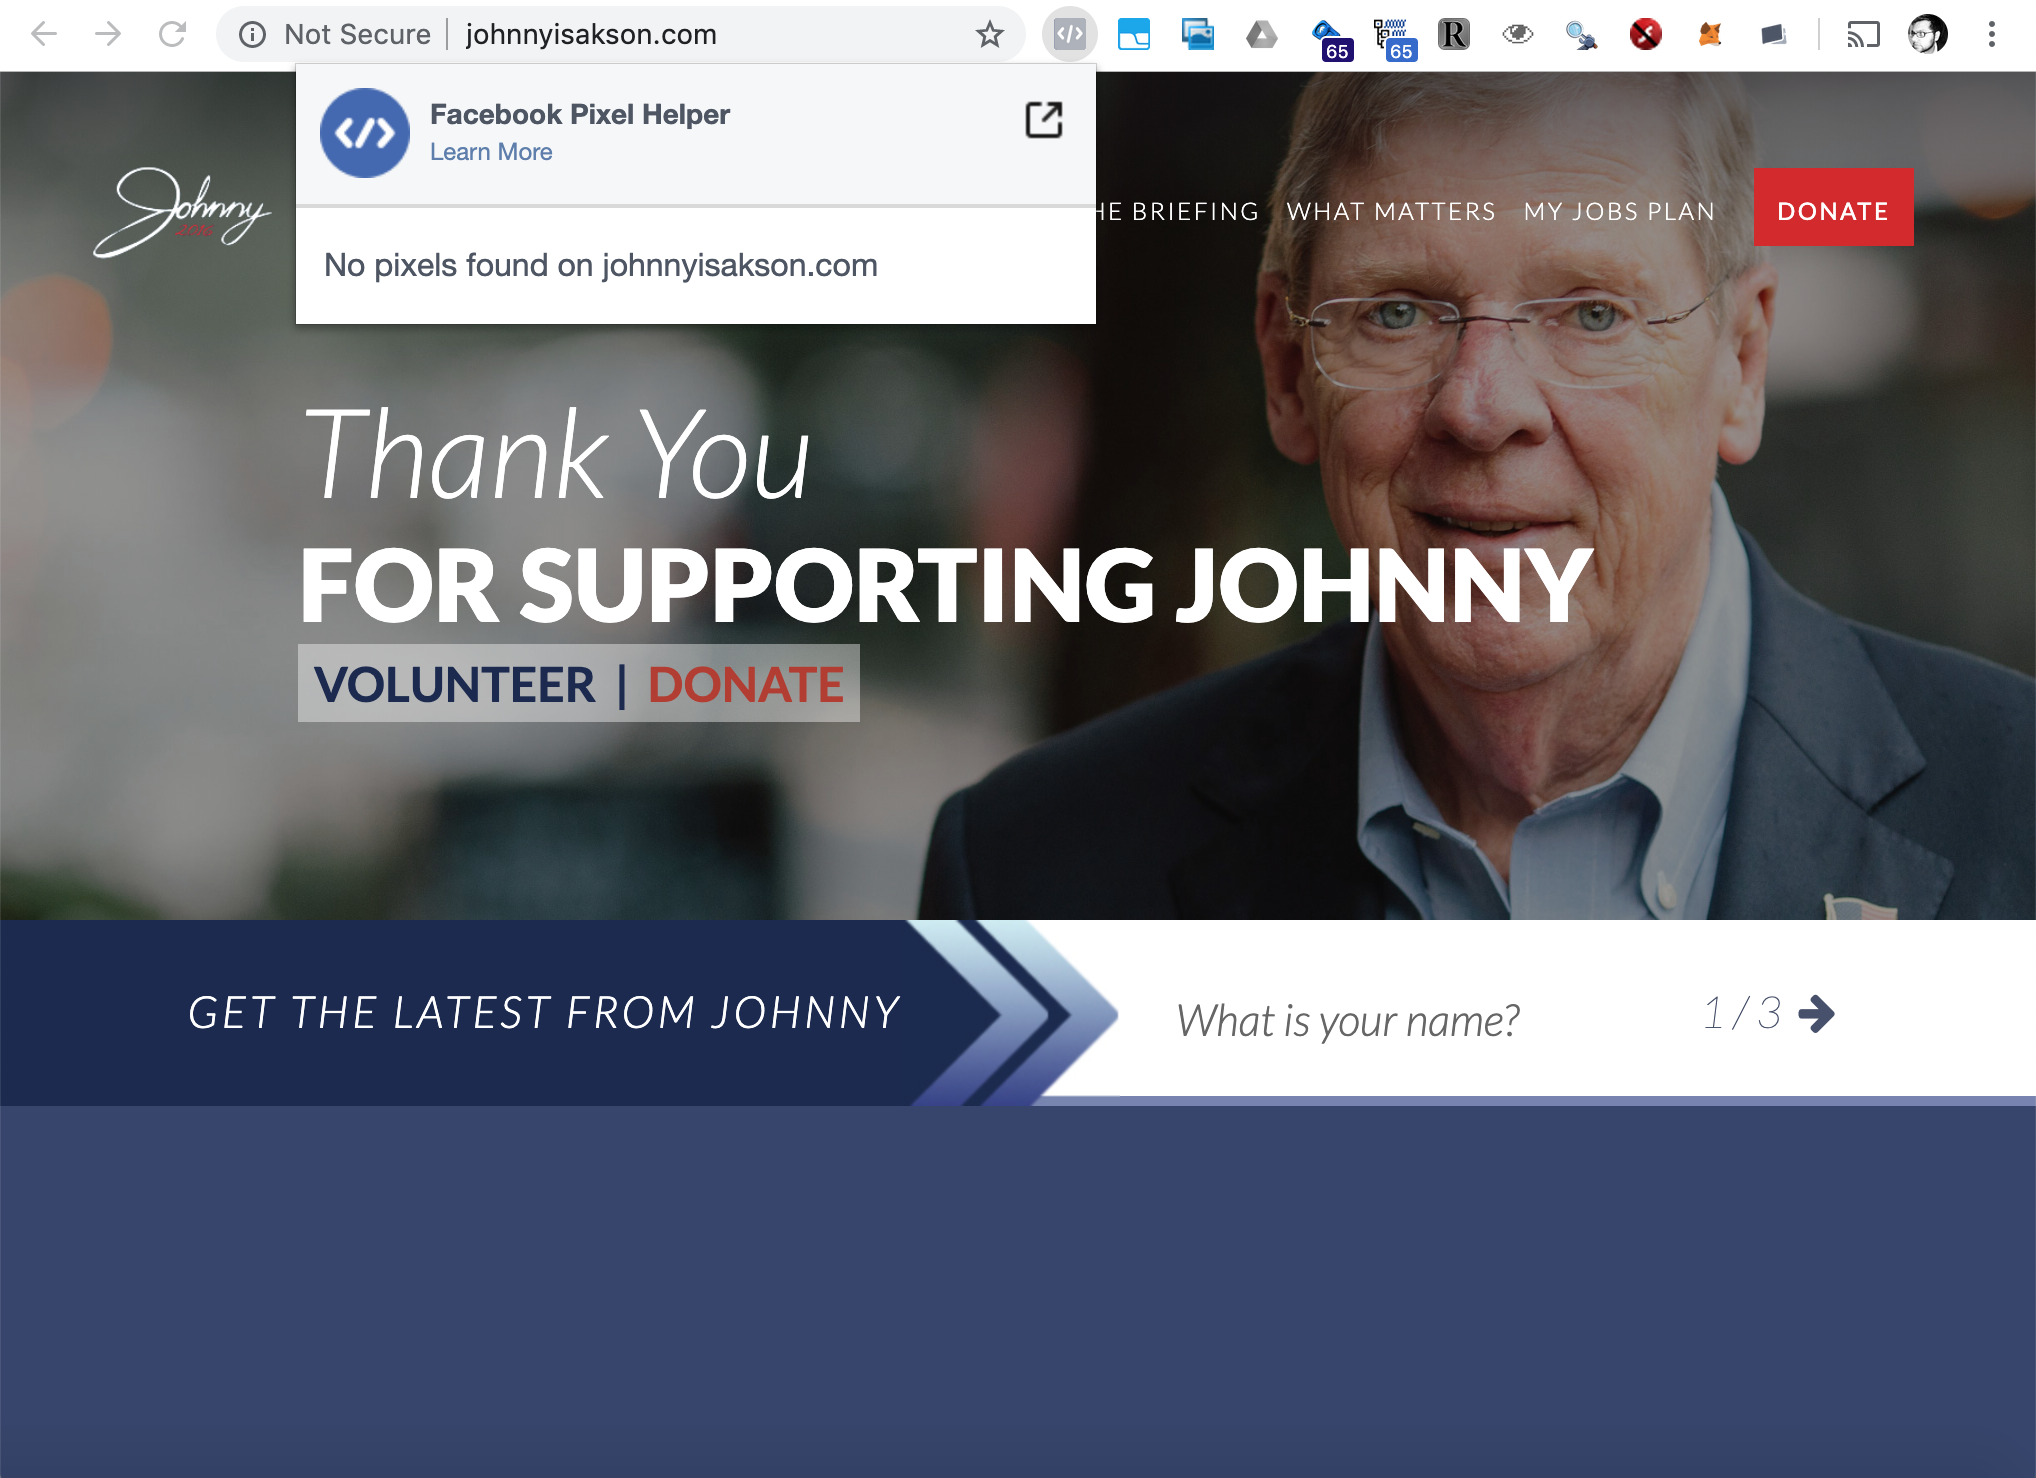 Not Secure | johnnyisakson.com
65
65
R
Facebook Pixel Helper
Learn More
No pixels found on johnnyisakson.com
Johnny
2016
HE BRIEFING
WHAT MATTERS
MY JOBS PLAN
DONATE
Thank You
FOR SUPPORTING JOHNNY
VOLUNTEER | DONATE
GET THE LATEST FROM JOHNNY
What is your name?
1 / 3